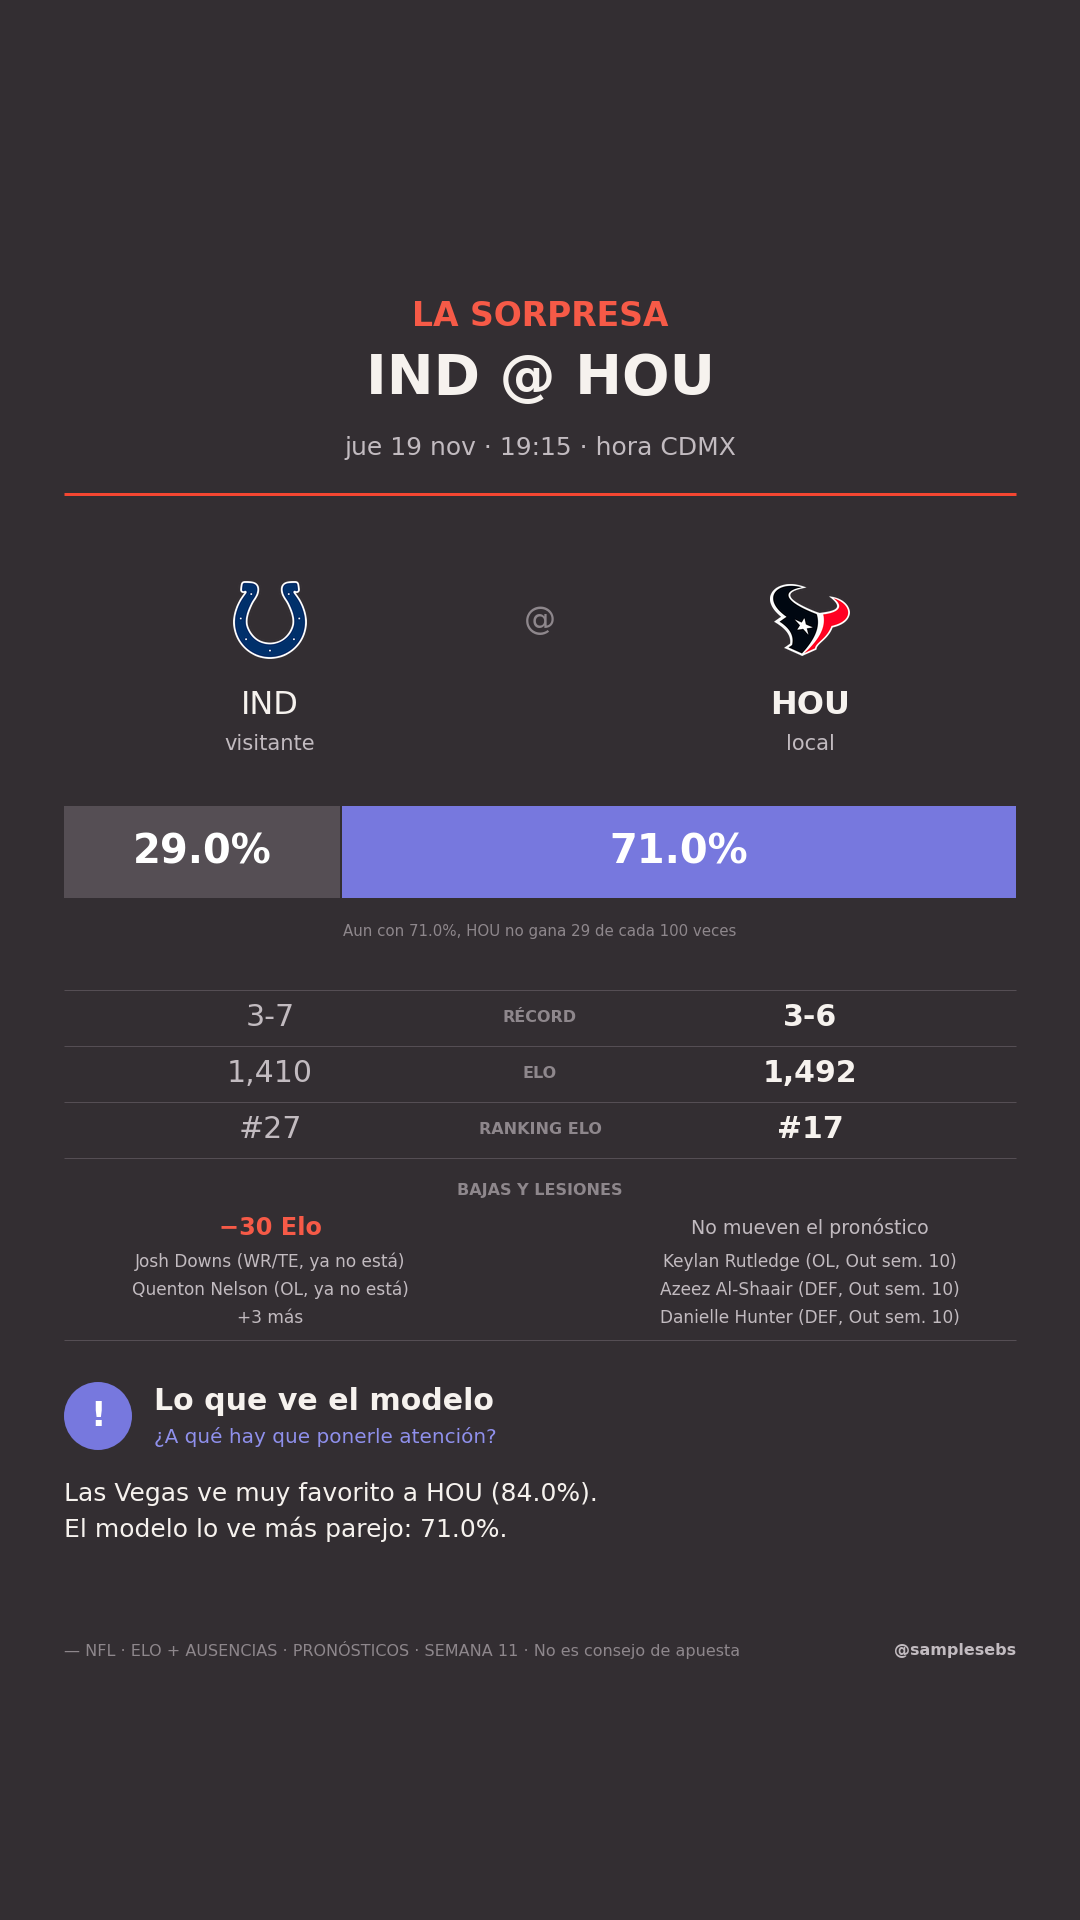 LA SORPRESA
IND @ HOU
jue 19 nov · 19:15 · hora CDMX
@
IND
HOU
visitante
local
29.0%
71.0%
Aun con 71.0%, HOU no gana 29 de cada 100 veces
3-7 RÉCORD 3-6
1,410 ELO 1,492
#27 RANKING ELO #17
BAJAS Y LESIONES
−30 Elo
Josh Downs (WR/TE, ya no está)
Quenton Nelson (OL, ya no está)
+3 más
No mueven el pronóstico
Keylan Rutledge (OL, Out sem. 10)
Azeez Al-Shaair (DEF, Out sem. 10)
Danielle Hunter (DEF, Out sem. 10)
!
Lo que ve el modelo
¿A qué hay que ponerle atención?
Las Vegas ve muy favorito a HOU (84.0%).
El modelo lo ve más parejo: 71.0%.
— NFL · ELO + AUSENCIAS · PRONÓSTICOS · SEMANA 11 · No es consejo de apuesta
@samplesebs